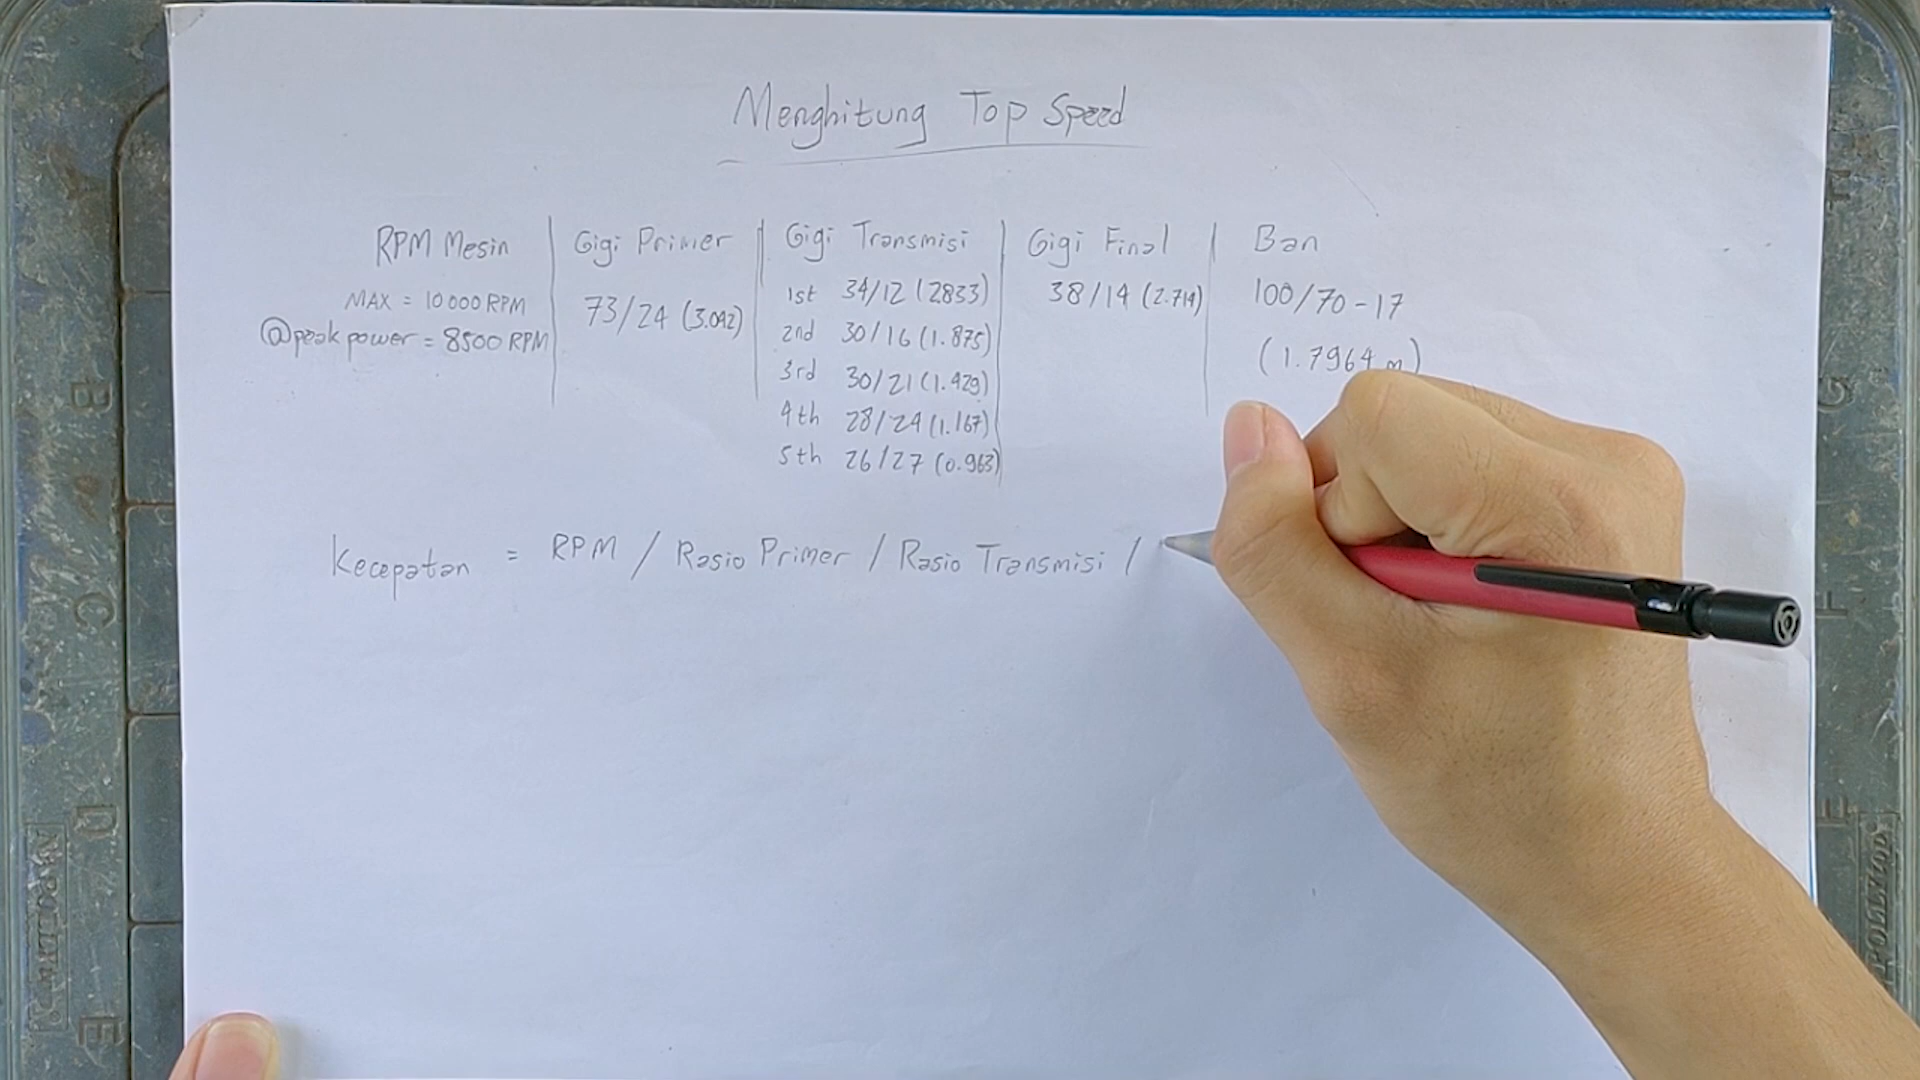 Menghitung Top Speed
RPM Mesin
MAX = 10000 RPM
@peak power = 8500 RPM
Gigi Primer
73/24 (3.042)
Gigi Transmisi
1st 34/12 (2833)
2nd 30/16 (1.875)
3rd 30/21 (1.429)
4th 28/24 (1.167)
5th 26/27 (0.963)
Gigi Final
38/14 (2.714)
Ban
100/70-17
(1.7964 m)
Kecepatan = RPM / Rasio Primer / Rasio Transmisi /
A
B
C
D
E